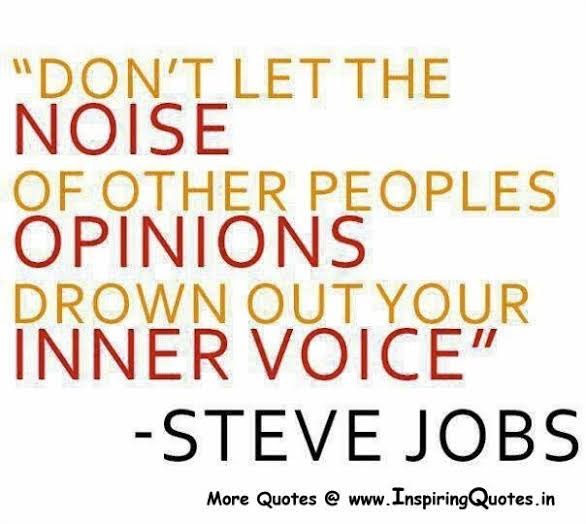 "DON'T LET THE
NOISE
OF OTHER PEOPLES
OPINIONS
DROWN OUT YOUR
INNER VOICE"
-STEVE JOBS
More Quotes @ www.InspiringQuotes.in